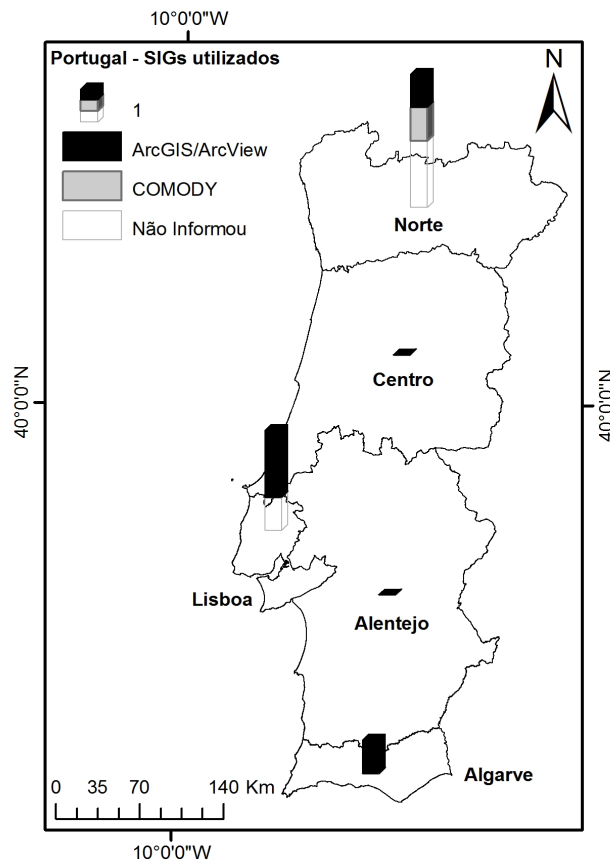 10°0'0"W
Portugal - SIGs utilizados
N
1
ArcGIS/ArcView
COMODY
Não Informou
Norte
Centro
40°0'0"N
40°0'0"N
Lisboa
Alentejo
Algarve
0 35 70 140 Km
10°0'0"W